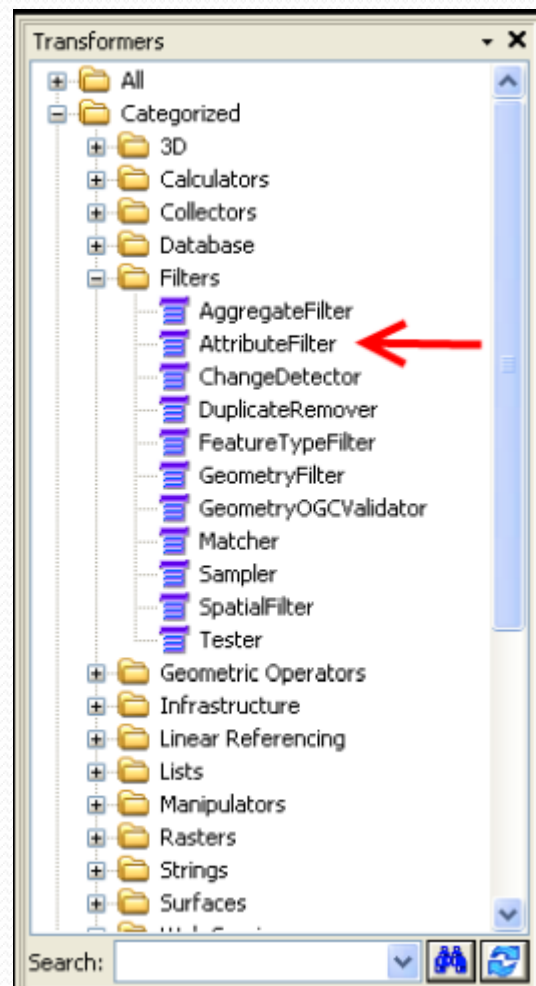 Transformers
All
Categorized
3D
Calculators
Collectors
Database
Filters
AggregateFilter
AttributeFilter
ChangeDetector
DuplicateRemover
FeatureTypeFilter
GeometryFilter
GeometryOGCValidator
Matcher
Sampler
SpatialFilter
Tester
Geometric Operators
Infrastructure
Linear Referencing
Lists
Manipulators
Rasters
Strings
Surfaces
Search: